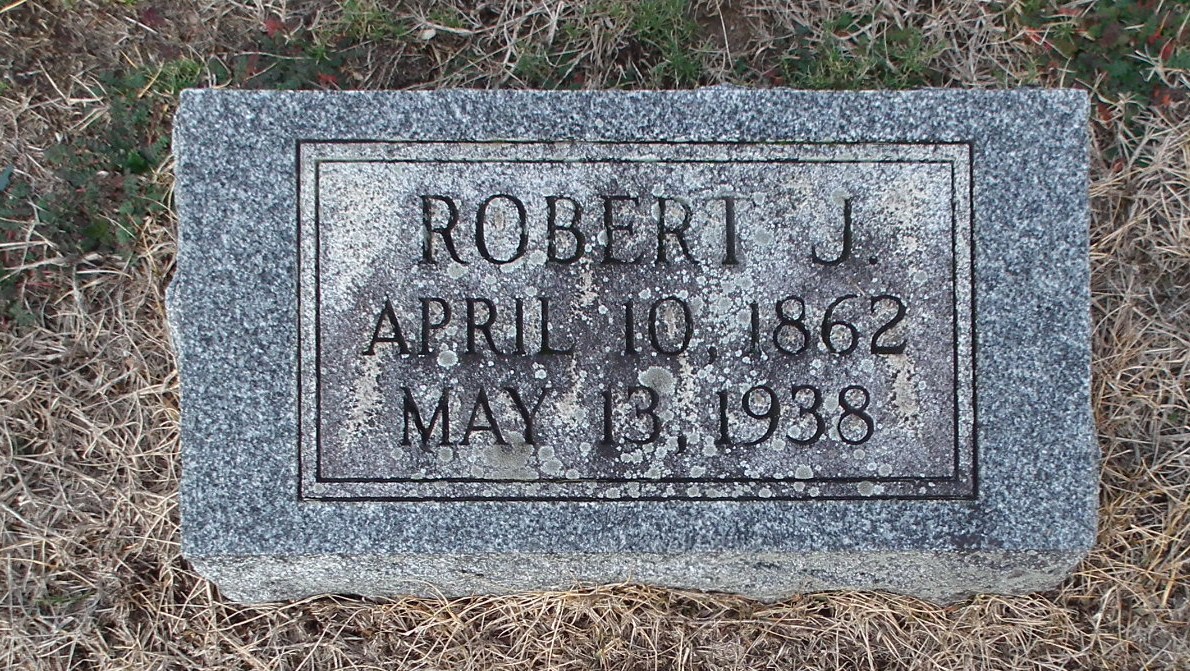 ROBERT J.
APRIL 10, 1862
MAY 13, 1938